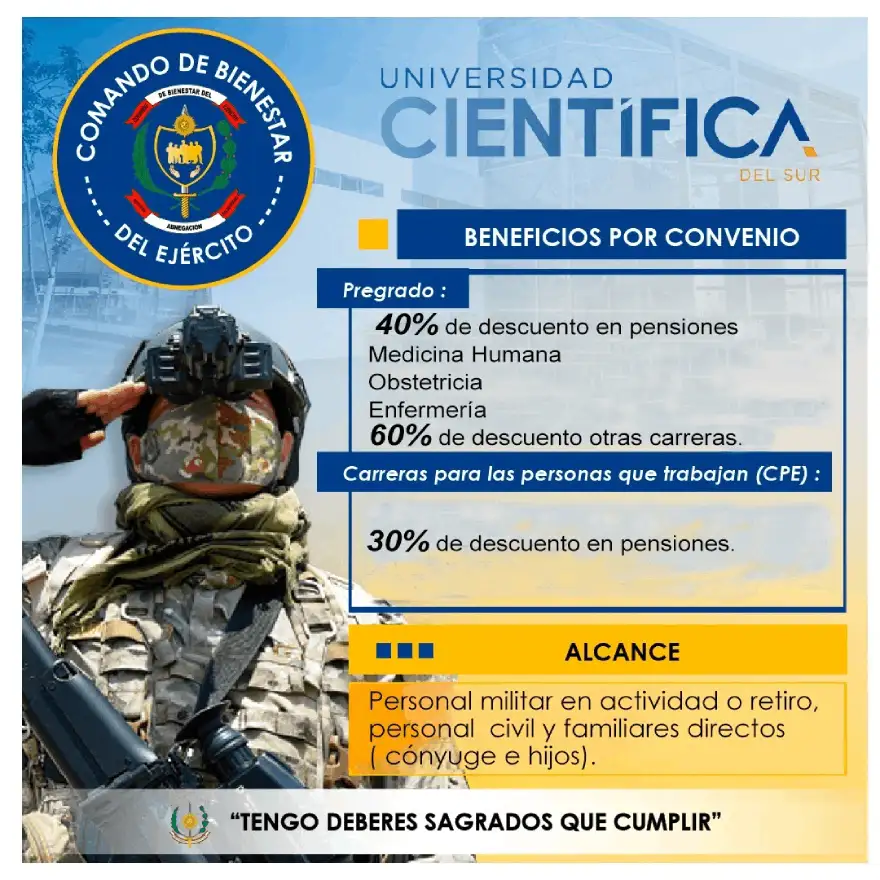 COMANDO DE BIENESTAR
DEL EJÉRCITO
DE BIENESTAR DEL
ABNEGACIÓN
UNIVERSIDAD
CIENTÍFICA
DEL SUR
BENEFICIOS POR CONVENIO
Pregrado :
40% de descuento en pensiones
Medicina Humana
Obstetricia
Enfermería
60% de descuento otras carreras.
Carreras para las personas que trabajan (CPE) :
30% de descuento en pensiones.
ALCANCE
Personal militar en actividad o retiro,
personal civil y familiares directos
( cónyuge e hijos).
“TENGO DEBERES SAGRADOS QUE CUMPLIR”